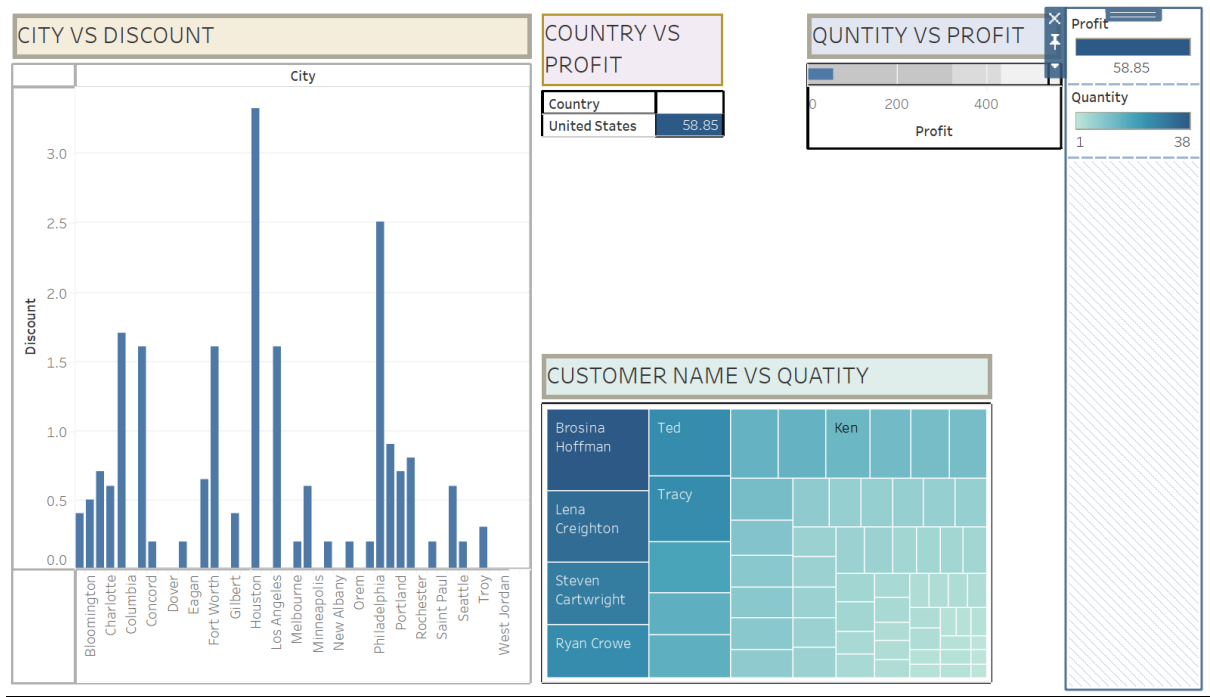 CITY VS DISCOUNT
City
Discount
3.0
2.5
2.0
1.5
1.0
0.5
0.0
Bloomington
Charlotte
Columbia
Concord
Dover
Eagan
Fort Worth
Gilbert
Houston
Los Angeles
Melbourne
Minneapolis
New Albany
Orem
Philadelphia
Portland
Rochester
Saint Paul
Seattle
Troy
West Jordan
COUNTRY VS
PROFIT
Country
United States 58.85
QUNTITY VS PROFIT
0 200 400
Profit
CUSTOMER NAME VS QUATITY
Brosina
Hoffman
Lena
Creighton
Steven
Cartwright
Ryan Crowe
Ted
Tracy
Ken
Profit
58.85
Quantity
1 38